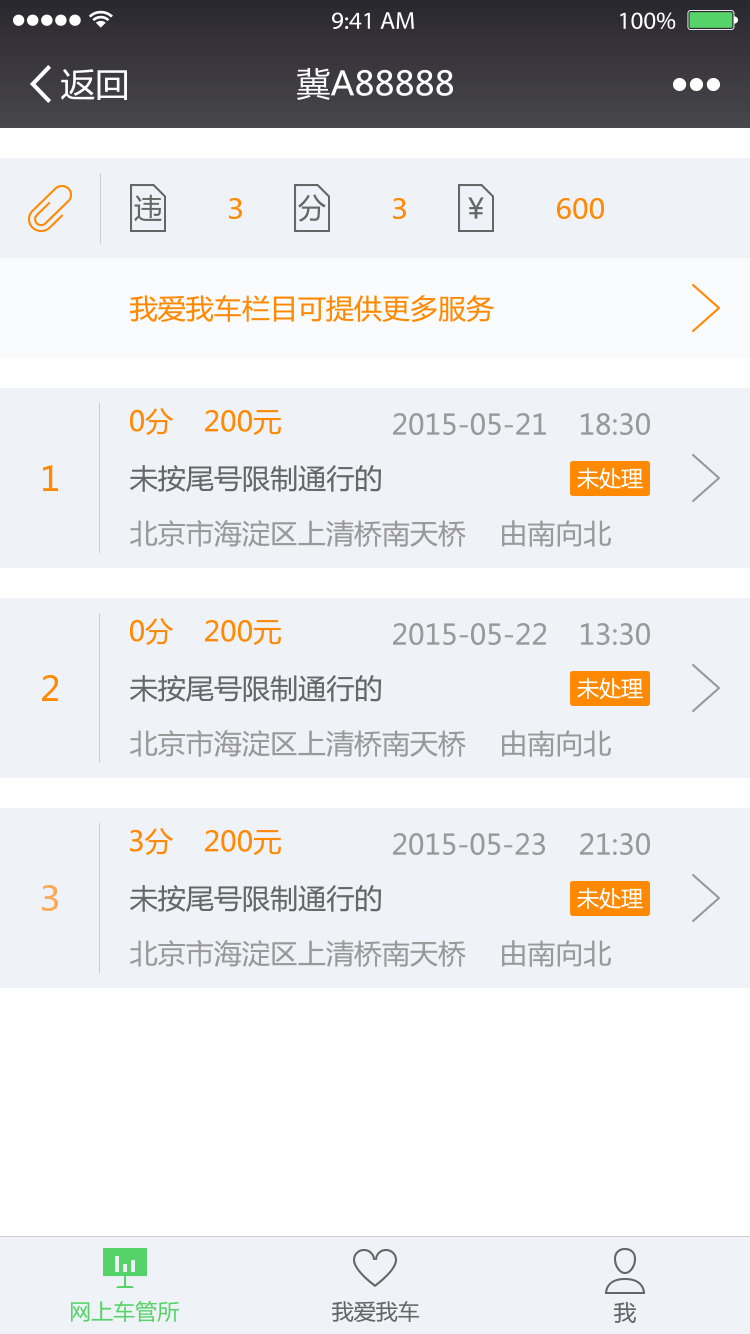 9:41 AM 100%
返回 冀A88888
违 3 分 3 ¥ 600
我爱我车栏目可提供更多服务
0分 200元 2015-05-21 18:30
1 未按尾号限制通行的 未处理
北京市海淀区上清桥南天桥 由南向北
0分 200元 2015-05-22 13:30
2 未按尾号限制通行的 未处理
北京市海淀区上清桥南天桥 由南向北
3分 200元 2015-05-23 21:30
3 未按尾号限制通行的 未处理
北京市海淀区上清桥南天桥 由南向北
网上车管所 我爱我车 我